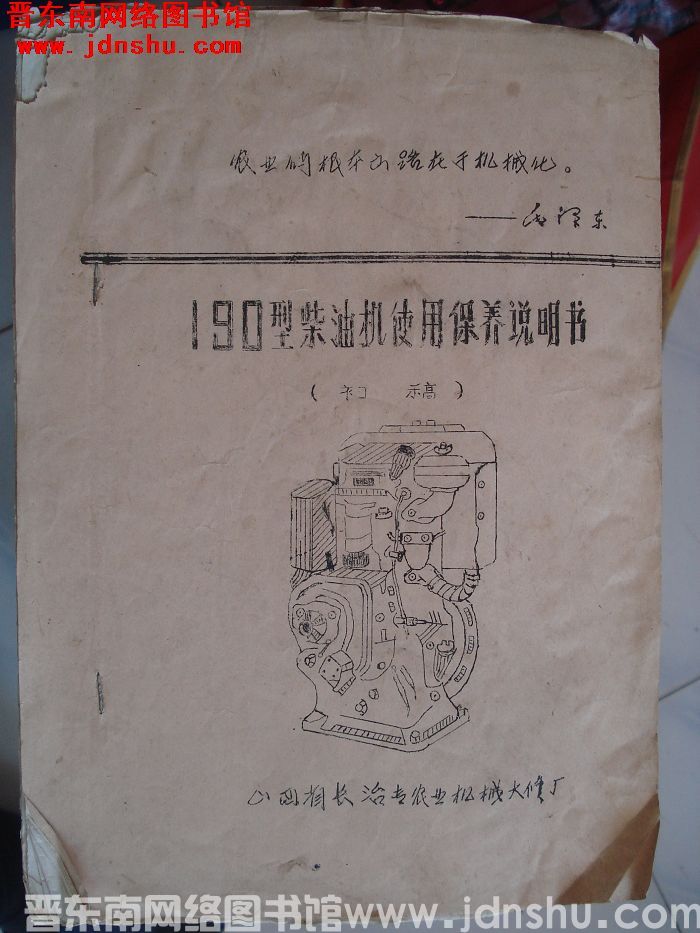 晋东南网络图书馆
www.jdnshu.com
农业的根本出路在于机械化。
——毛泽东
190型柴油机使用保养说明书
(初 稿)
山西省长治专农业机械大修厂
晋东南网络图书馆www.jdnshu.com